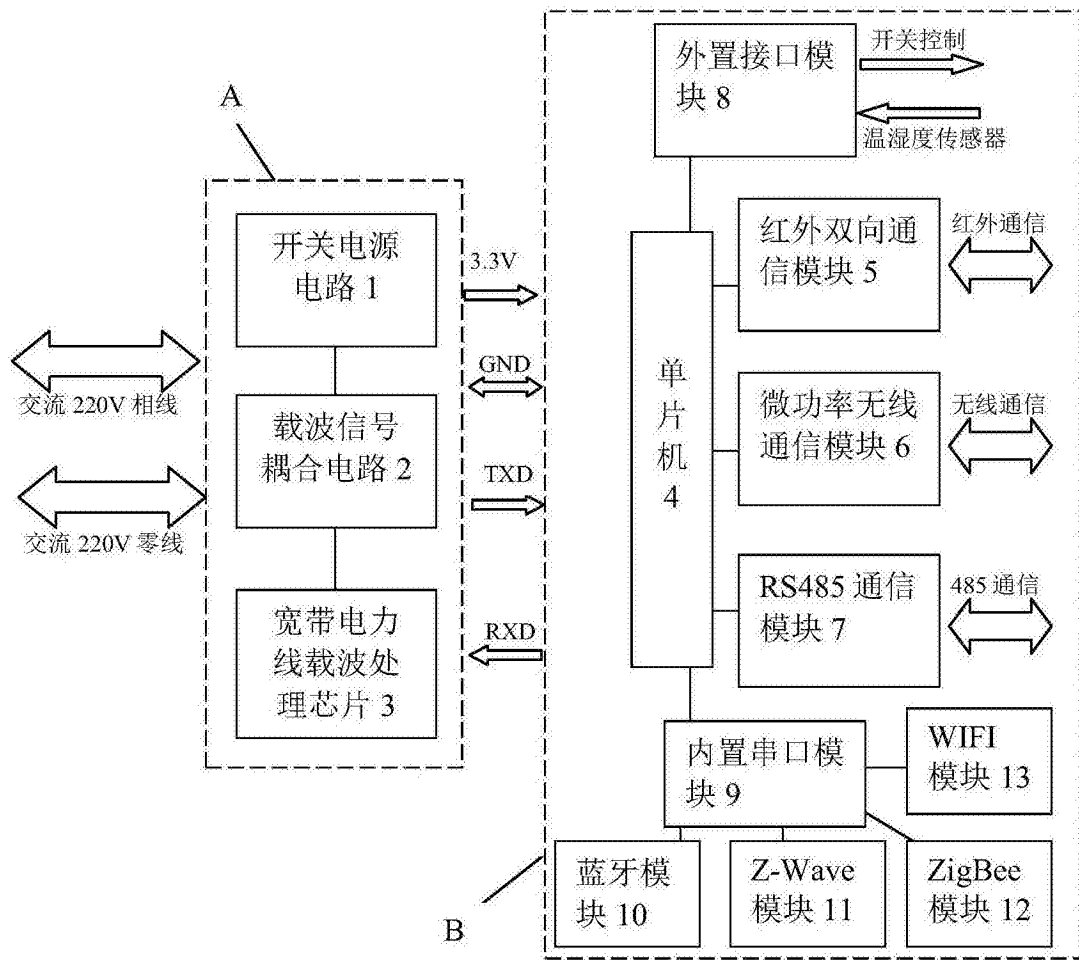 A
开关电源
电路 1
载波信号
耦合电路 2
宽带电力
线载波处
理芯片 3
交流 220V 相线
交流 220V 零线
3.3V
GND
TXD
RXD
外置接口模
块 8
开关控制
温湿度传感器
单
片
机
4
红外双向通
信模块 5
红外通信
微功率无线
通信模块 6
无线通信
RS485 通信
模块 7
485 通信
内置串口模
块 9
WIFI
模块 13
蓝牙模
块 10
Z-Wave
模块 11
ZigBee
模块 12
B